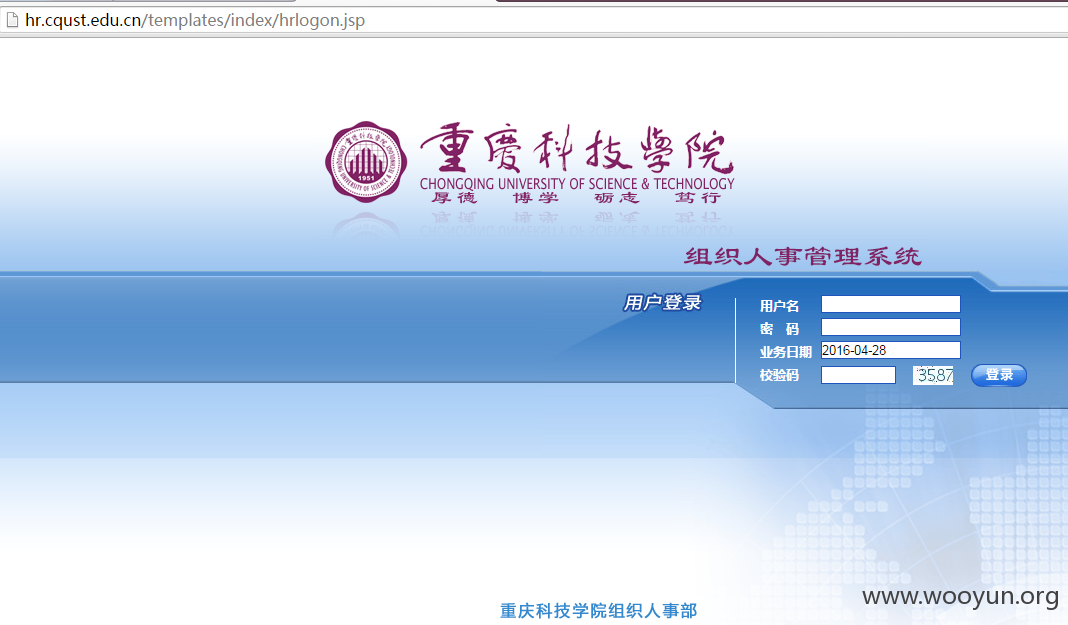 hr.cqust.edu.cn/templates/index/hrlogon.jsp
重庆科技学院
CHONGQING UNIVERSITY OF SCIENCE & TECHNOLOGY
厚德 博学 砺志 笃行
1951
组织人事管理系统
用户登录
用户名
密 码
业务日期 2016-04-28
校验码 3587 登录
www.wooyun.org
重庆科技学院组织人事部